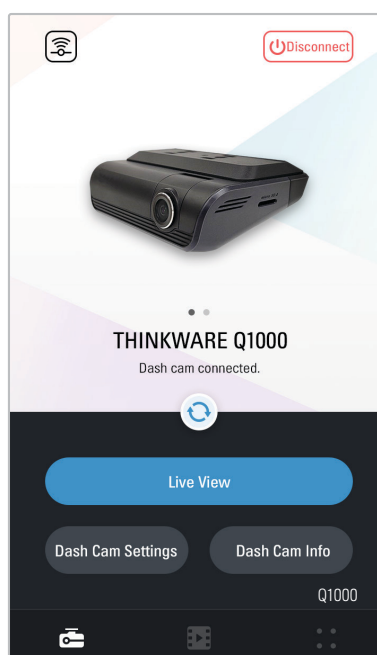 Disconnect
THINKWARE Q1000
Dash cam connected.
Live View
Dash Cam Settings
Dash Cam Info
Q1000